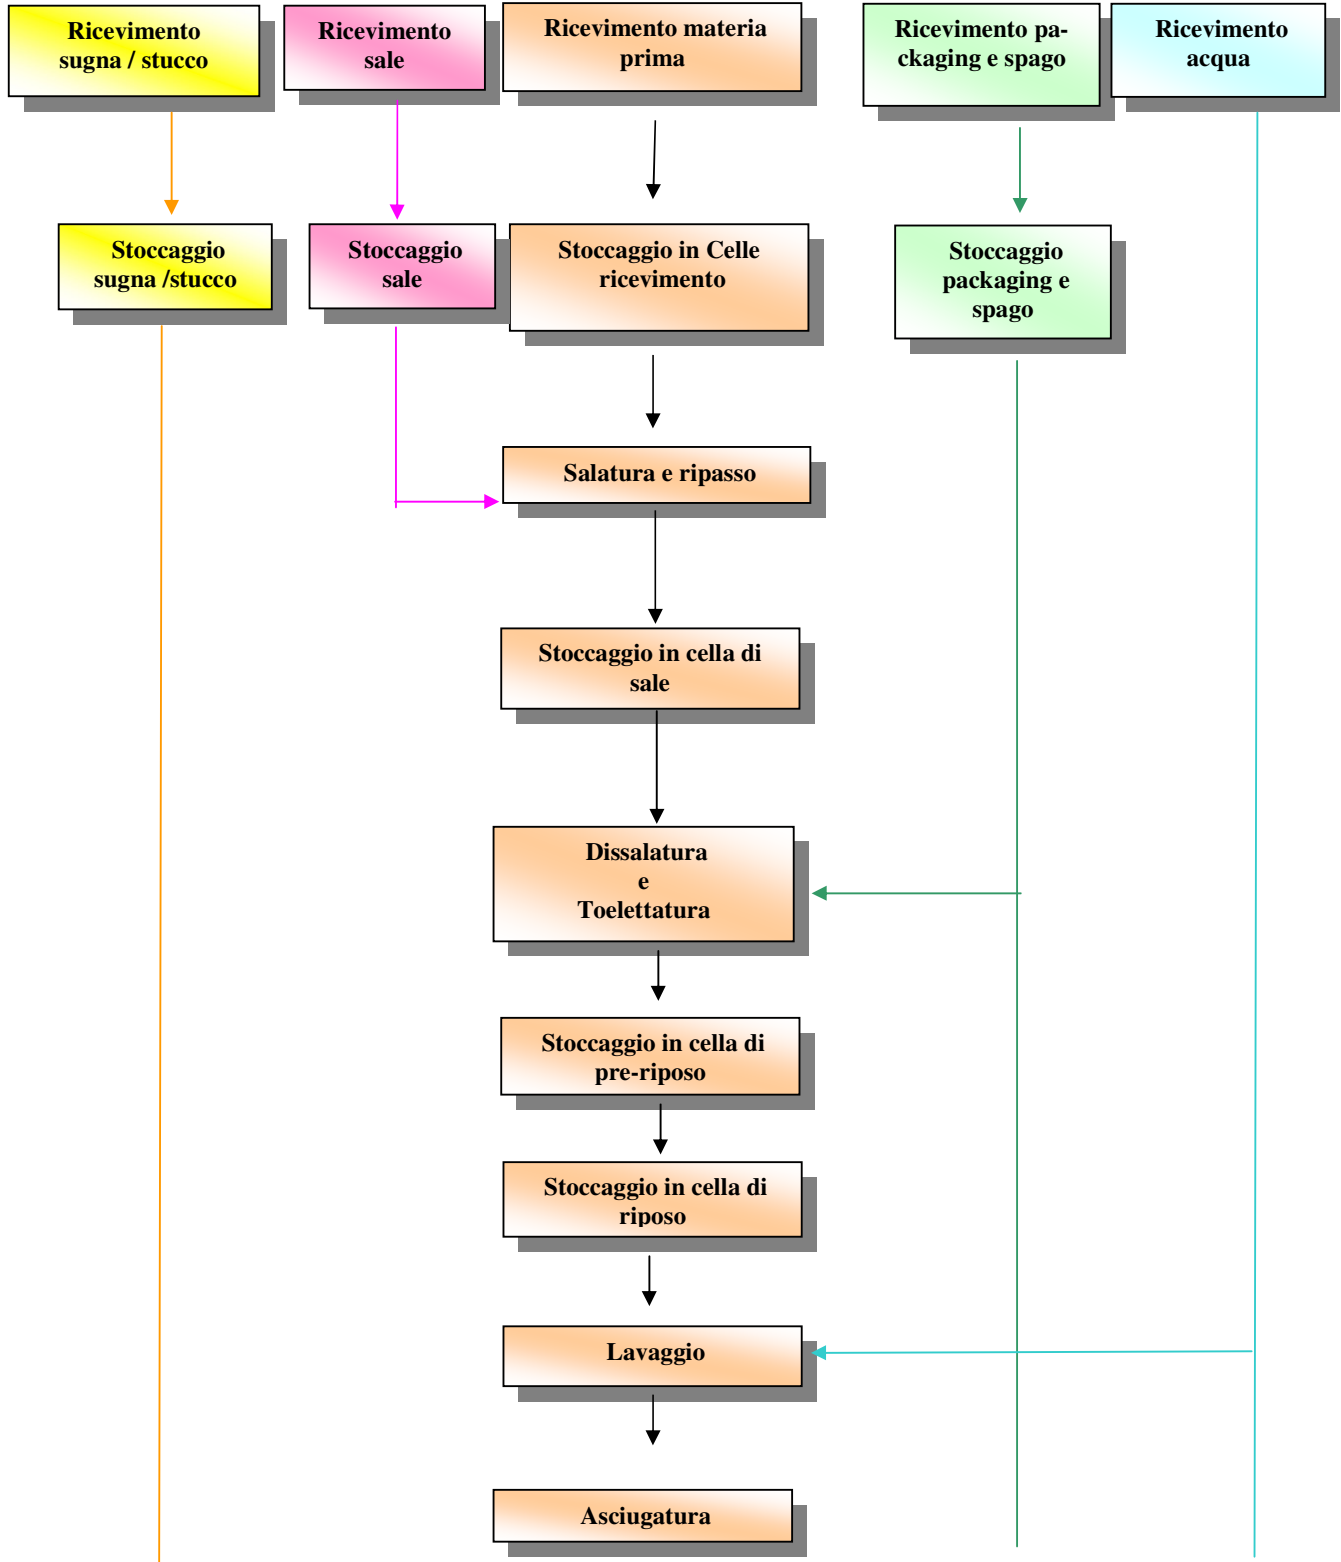 Ricevimento
sugna / stucco
Ricevimento
sale
Ricevimento materia
prima
Ricevimento pa-
ckaging e spago
Ricevimento
acqua
Stoccaggio
sugna /stucco
Stoccaggio
sale
Stoccaggio in Celle
ricevimento
Stoccaggio
packaging e
spago
Salatura e ripasso
Stoccaggio in cella di
sale
Dissalatura
e
Toelettatura
Stoccaggio in cella di
pre-riposo
Stoccaggio in cella di
riposo
Lavaggio
Asciugatura